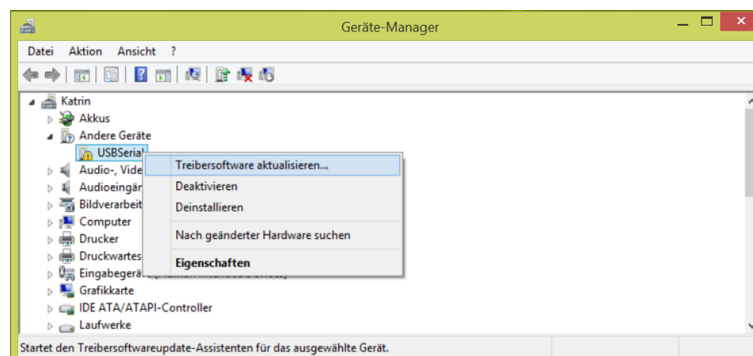 Geräte-Manager
Datei Aktion Ansicht ?
Katrin
Akkus
Andere Geräte
USBSerial
Treibersoftware aktualisieren...
Audio-, Vide
Deaktivieren
Audioeingän
Deinstallieren
Bildverarbeit
Computer
Nach geänderter Hardware suchen
Drucker
Druckwartes
Eigenschaften
Eingabegerä
Grafikkarte
IDE ATA/ATAPI-Controller
Laufwerke
Startet den Treibersoftwareupdate-Assistenten für das ausgewählte Gerät.